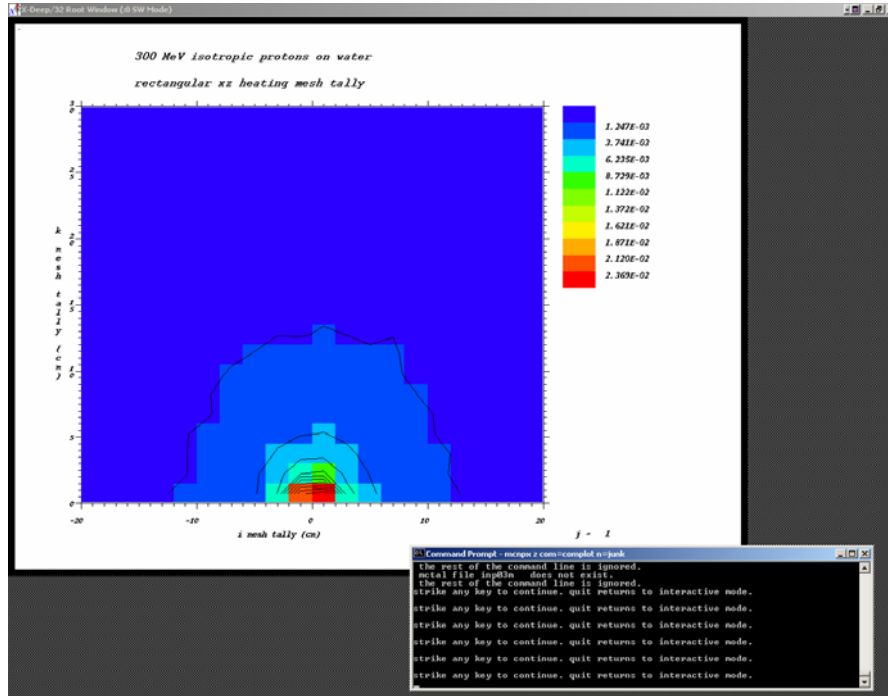 X-Deep/32 Root Window (:0 SW Mode)
300 MeV isotropic protons on water
rectangular xz heating mesh tally
30
25
20
15
10
5
0
k mesh tally (cm)
-20
-10
0
10
20
i mesh tally (cm)
j = 1
1.247E-03
3.741E-03
6.235E-03
8.729E-03
1.122E-02
1.372E-02
1.621E-02
1.871E-02
2.120E-02
2.369E-02
Command Prompt - mcnpx z com=complot n=junk
the rest of the command line is ignored.
mctal file inp03m does not exist.
the rest of the command line is ignored.
strike any key to continue. quit returns to interactive mode.
strike any key to continue. quit returns to interactive mode.
strike any key to continue. quit returns to interactive mode.
strike any key to continue. quit returns to interactive mode.
strike any key to continue. quit returns to interactive mode.
strike any key to continue. quit returns to interactive mode.